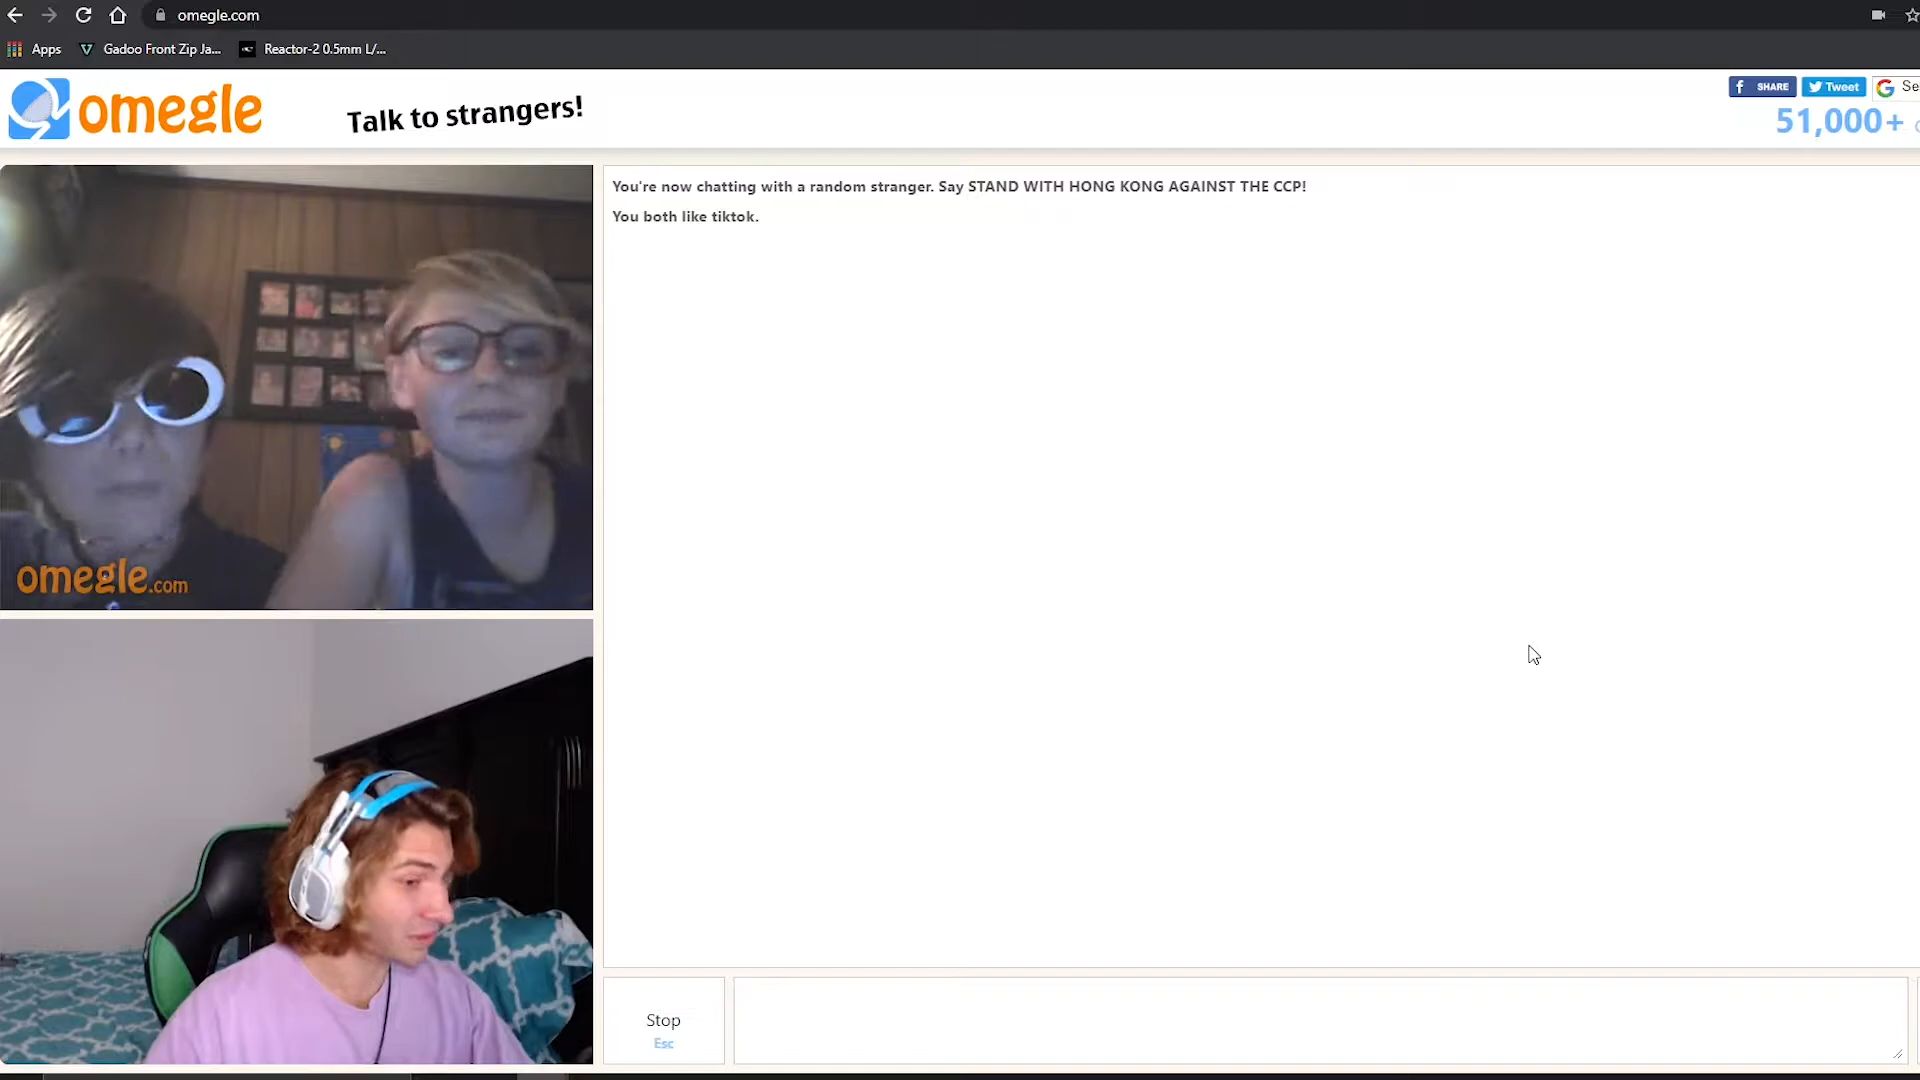 omegle.com
Apps
Gadoo Front Zip Ja...
Reactor-2 0.5mm L/...
omegle
Talk to strangers!
SHARE
Tweet
Se
51,000+
You're now chatting with a random stranger. Say STAND WITH HONG KONG AGAINST THE CCP!
You both like tiktok.
omegle.com
Stop
Esc